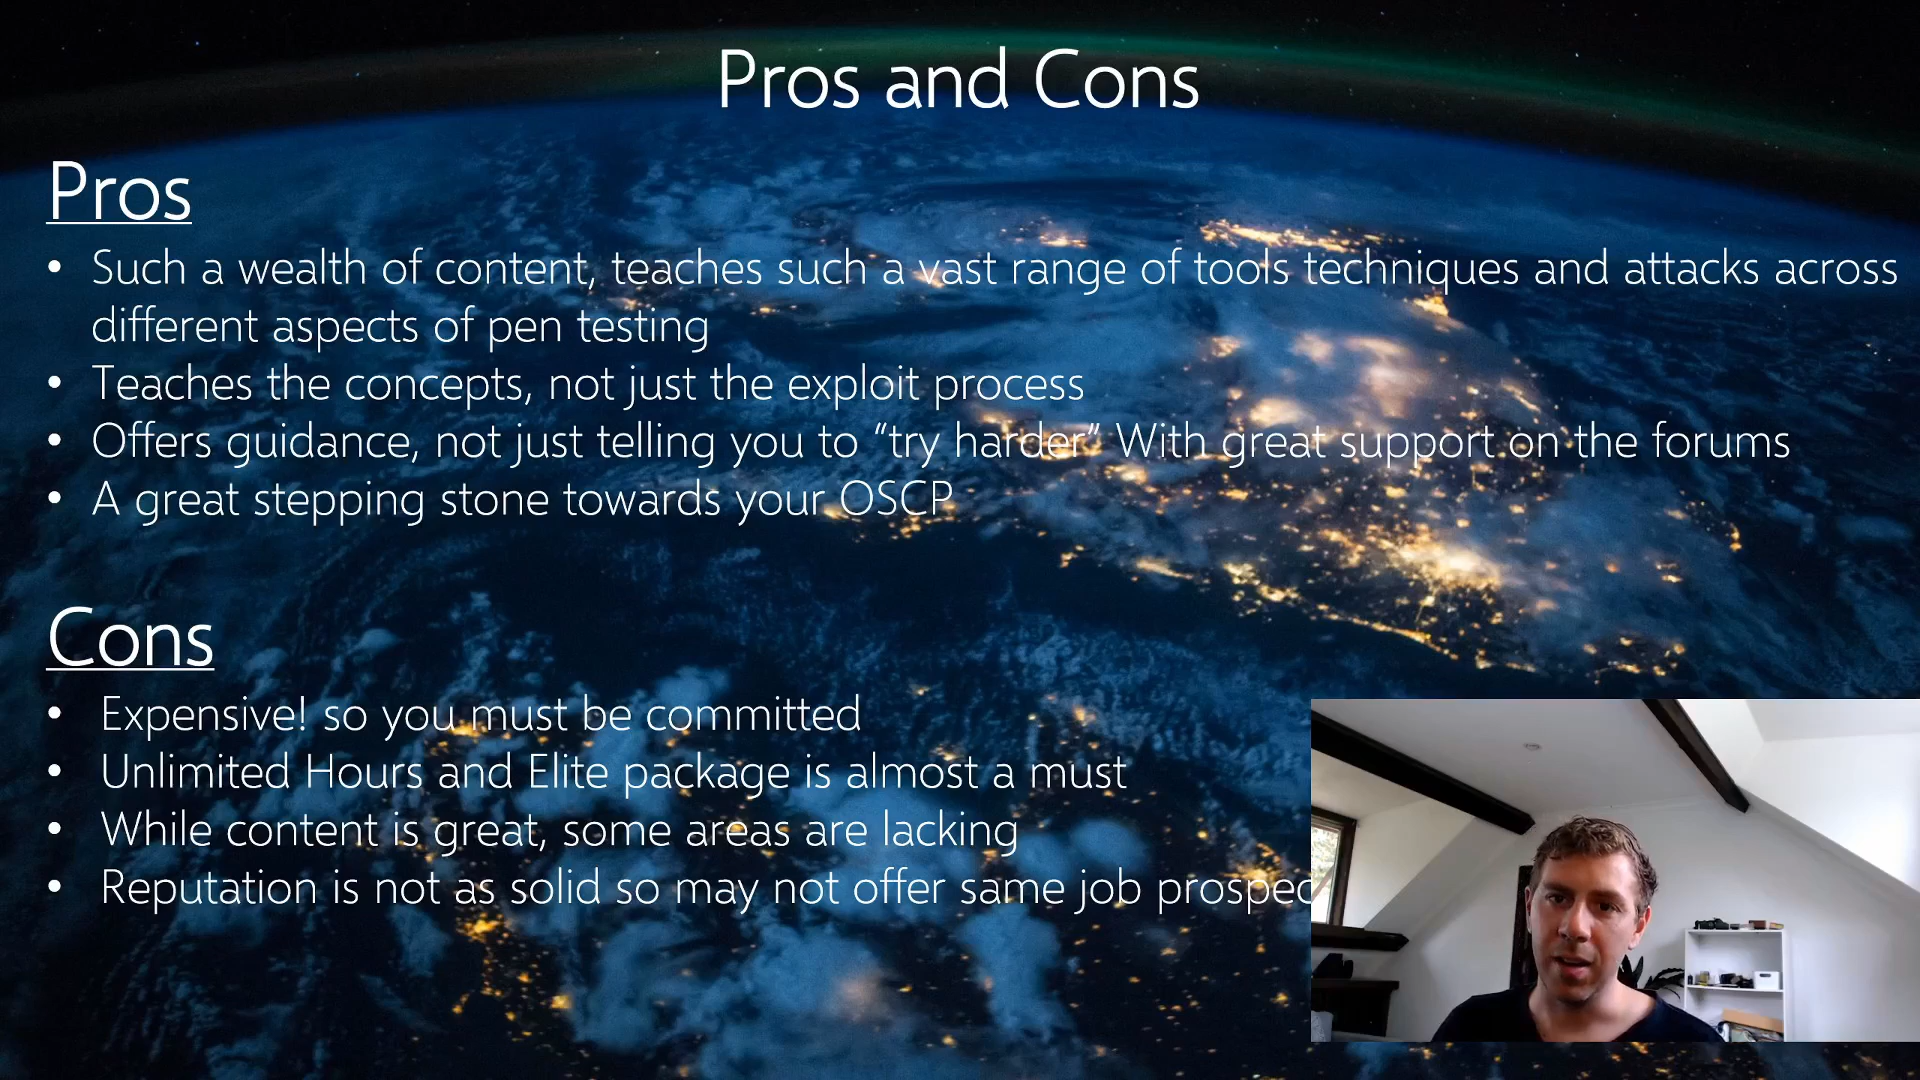 Pros and Cons
Pros
• Such a wealth of content, teaches such a vast range of tools techniques and attacks across
different aspects of pen testing
• Teaches the concepts, not just the exploit process
• Offers guidance, not just telling you to “try harder” With great support on the forums
• A great stepping stone towards your OSCP
Cons
• Expensive! so you must be committed
• Unlimited Hours and Elite package is almost a must
• While content is great, some areas are lacking
• Reputation is not as solid so may not offer same job